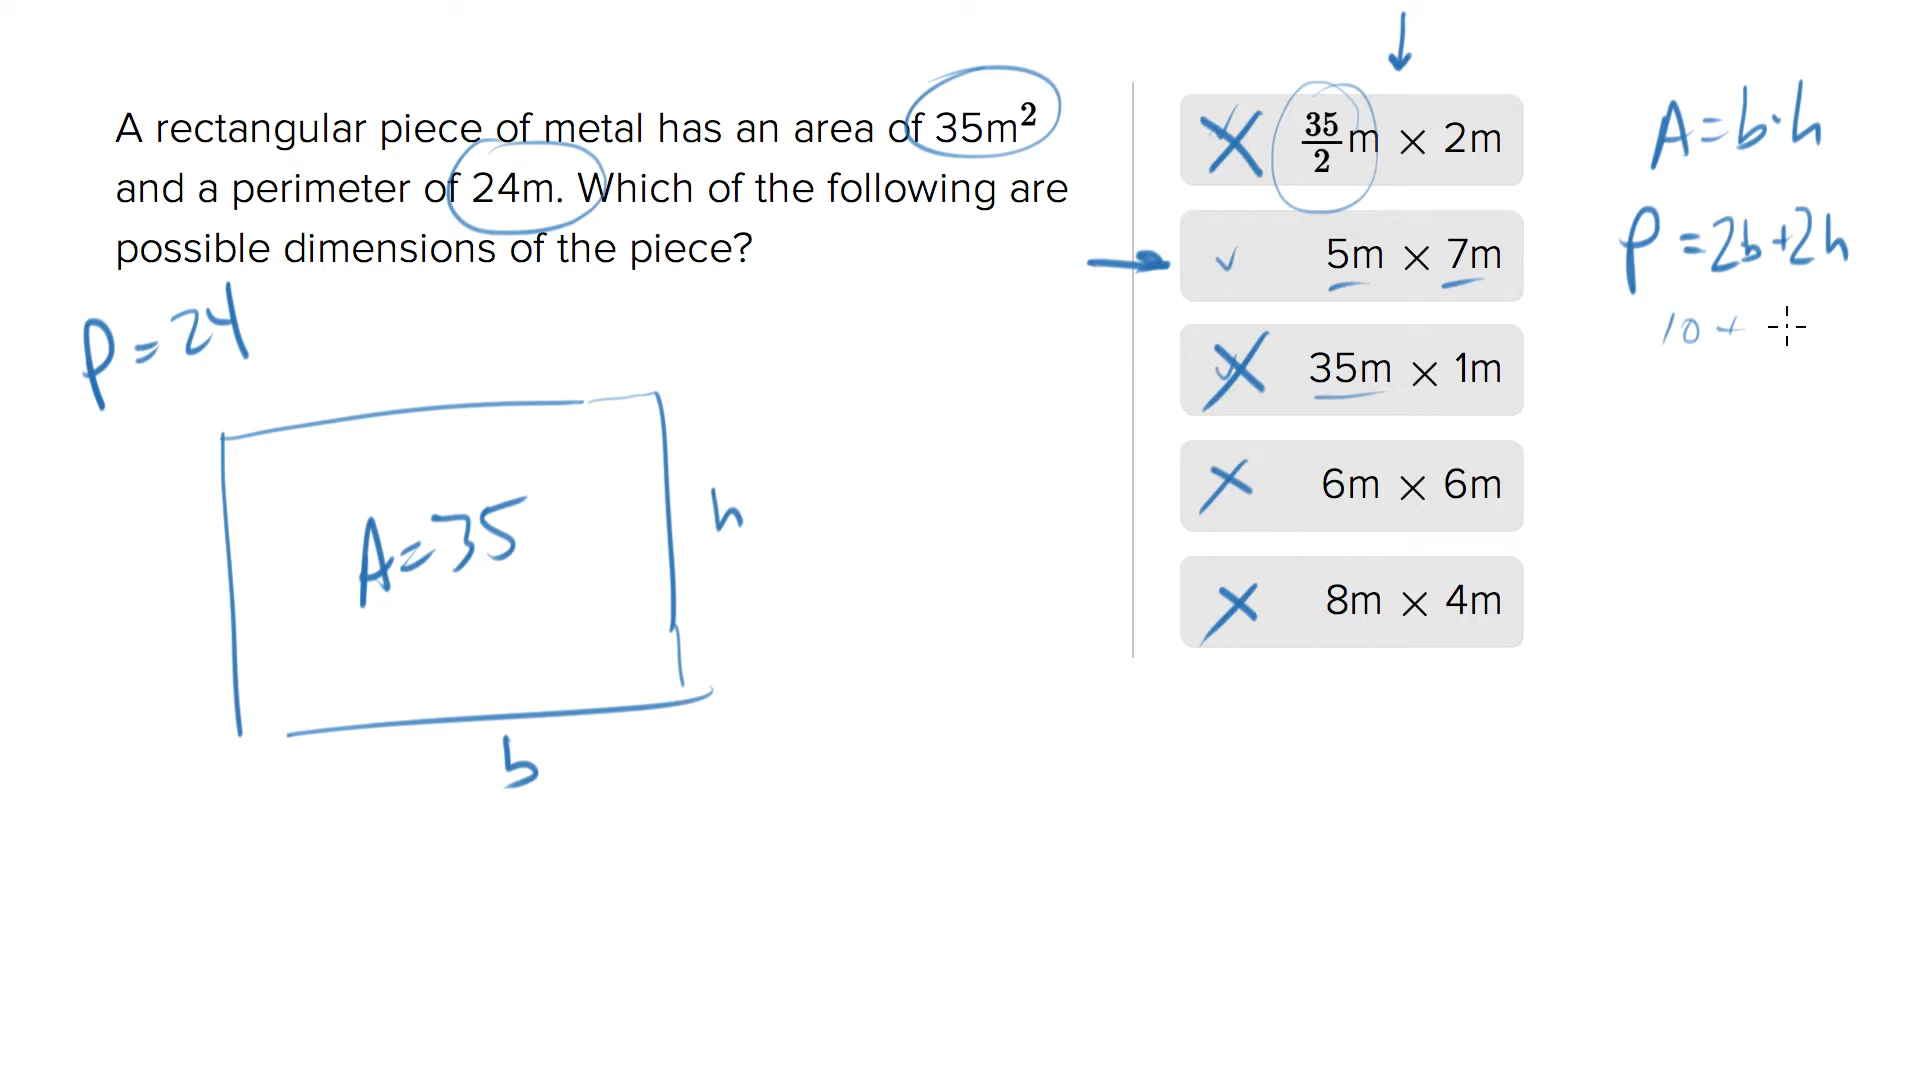 A rectangular piece of metal has an area of 35m²
and a perimeter of 24m. Which of the following are
possible dimensions of the piece?
P = 24
A = 35
h
b
35/2 m × 2m
5m × 7m
35m × 1m
6m × 6m
8m × 4m
A = b · h
P = 2b + 2h
10 +